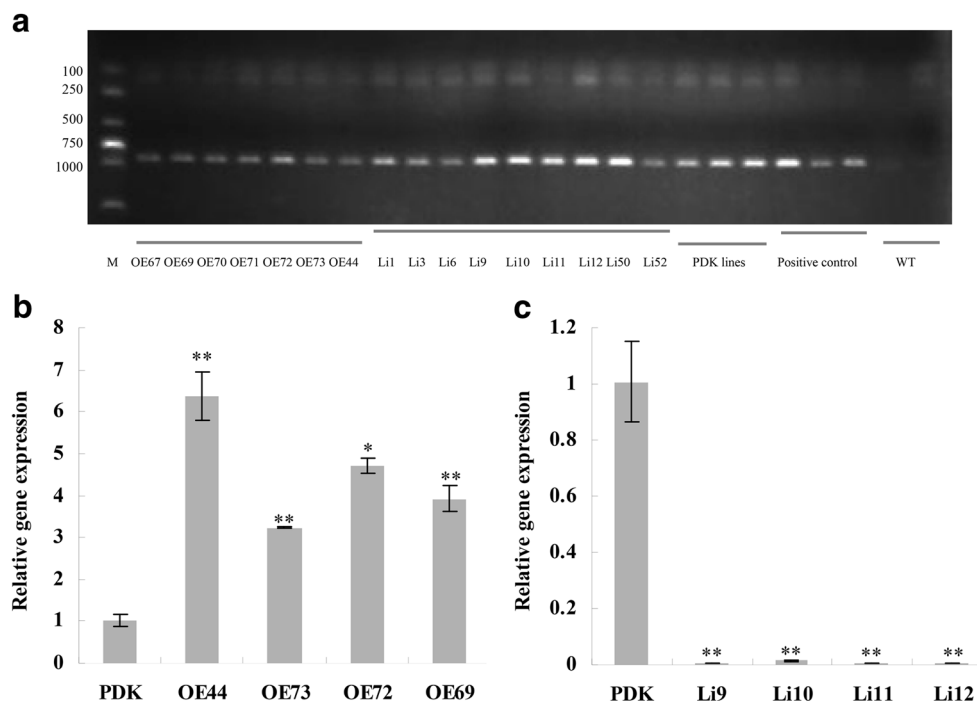 a
100
250
500
750
1000
M OE67 OE69 OE70 OE71 OE72 OE73 OE44 Li1 Li3 Li6 Li9 Li10 Li11 Li12 Li50 Li52 PDK lines Positive control WT
b
Relative gene expression
8
7
6
5
4
3
2
1
0
**
**
*
**
PDK OE44 OE73 OE72 OE69
c
Relative gene expression
1.2
1
0.8
0.6
0.4
0.2
0
** ** ** **
PDK Li9 Li10 Li11 Li12